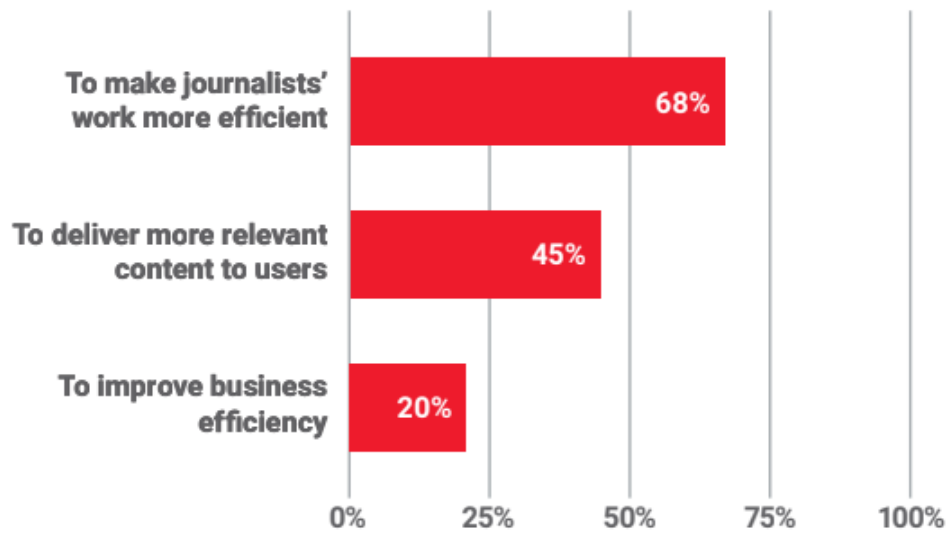 To make journalists’
work more efficient
68%
To deliver more relevant
content to users
45%
To improve business
efficiency
20%
0% 25% 50% 75% 100%